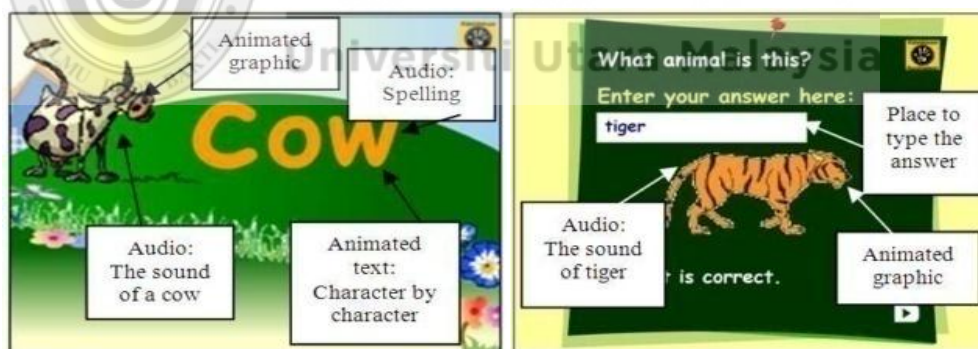 Universiti Utara Malaysia
Animated
graphic
Audio:
Spelling
Cow
Audio:
The sound
of a cow
Animated
text:
Character by
character
What animal is this?
Enter your answer here:
tiger
Place to
type the
answer
Audio:
The sound
of tiger
Animated
graphic
is correct.